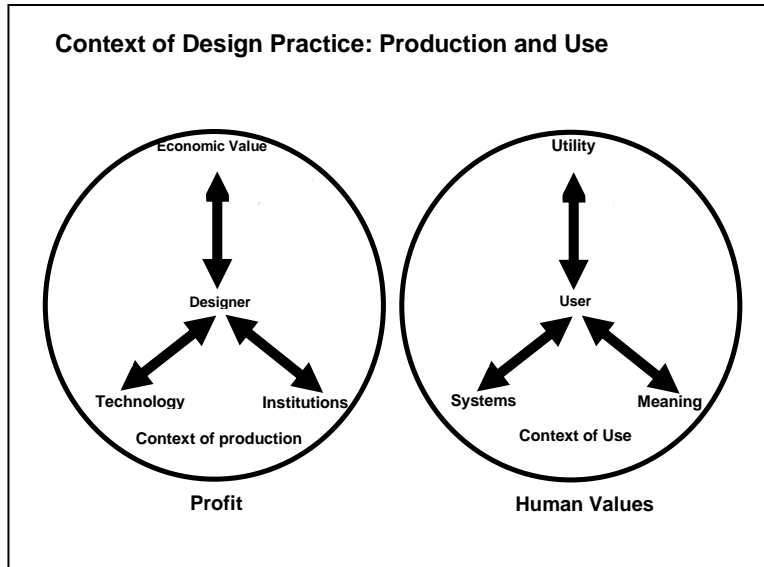 Context of Design Practice: Production and Use
Economic Value
Designer
Technology
Institutions
Context of production
Profit
Utility
User
Systems
Meaning
Context of Use
Human Values